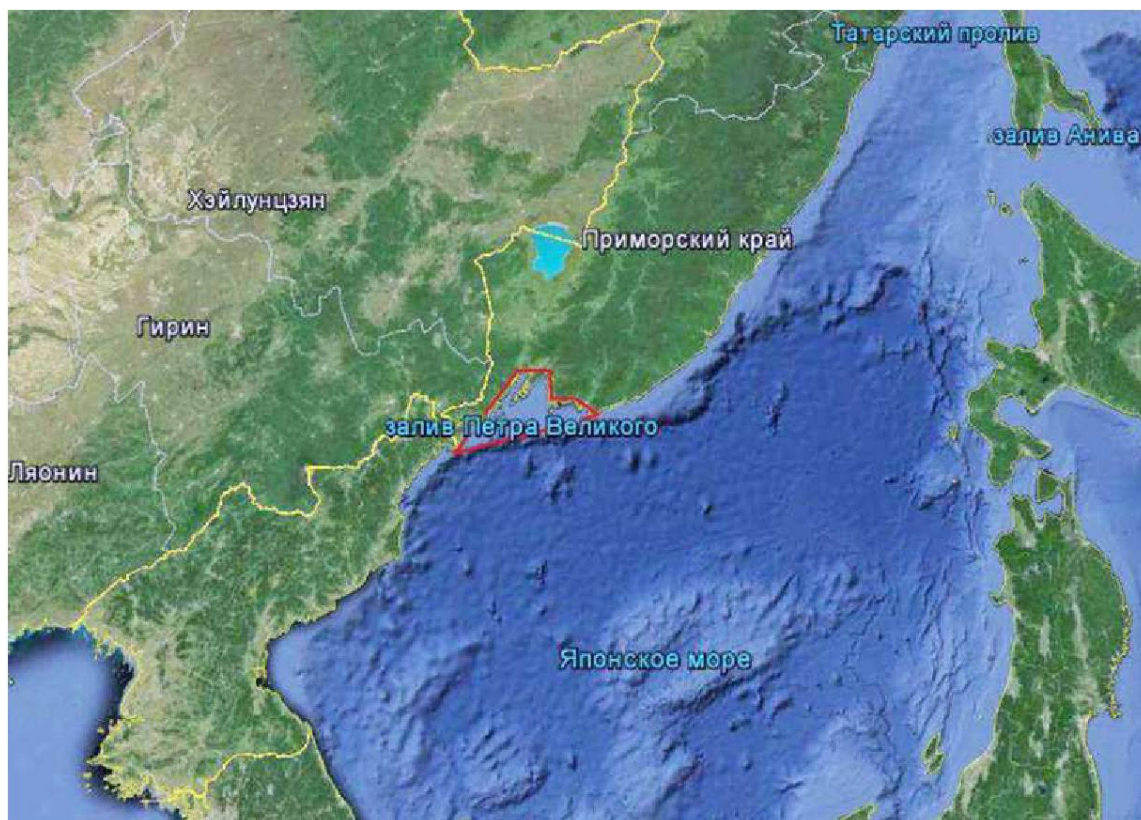 Татарский пролив
залив Анива
Хэйлунцзян
Приморский край
Гирин
залив Петра Великого
Ляонин
Японское море